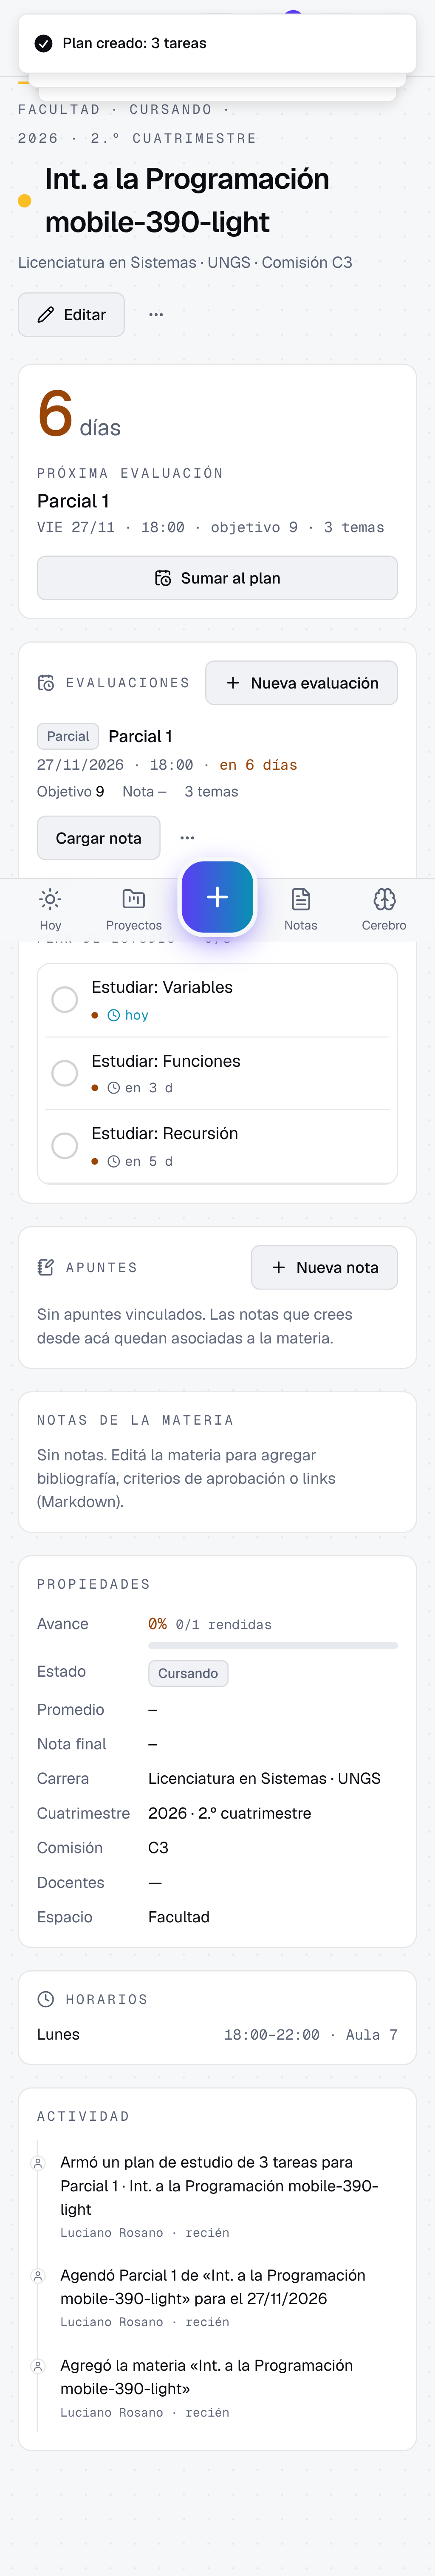 Plan creado: 3 tareas
FACULTAD · CURSANDO ·
2026 · 2.º CUATRIMESTRE
Int. a la Programación
mobile-390-light
Licenciatura en Sistemas · UNGS · Comisión C3
Editar
6 días
PRÓXIMA EVALUACIÓN
Parcial 1
VIE 27/11 · 18:00 · objetivo 9 · 3 temas
Sumar al plan
EVALUACIONES
Nueva evaluación
Parcial Parcial 1
27/11/2026 · 18:00 · en 6 días
Objetivo 9 Nota – 3 temas
Cargar nota
Hoy
Proyectos
Notas
Cerebro
Estudiar: Variables
hoy
Estudiar: Funciones
en 3 d
Estudiar: Recursión
en 5 d
APUNTES
Nueva nota
Sin apuntes vinculados. Las notas que crees
desde acá quedan asociadas a la materia.
NOTAS DE LA MATERIA
Sin notas. Editá la materia para agregar
bibliografía, criterios de aprobación o links
(Markdown).
PROPIEDADES
Avance 0% 0/1 rendidas
Estado Cursando
Promedio –
Nota final –
Carrera Licenciatura en Sistemas · UNGS
Cuatrimestre 2026 · 2.º cuatrimestre
Comisión C3
Docentes —
Espacio Facultad
HORARIOS
Lunes 18:00–22:00 · Aula 7
ACTIVIDAD
Armó un plan de estudio de 3 tareas para
Parcial 1 · Int. a la Programación mobile-390-
light
Luciano Rosano · recién
Agendó Parcial 1 de «Int. a la Programación
mobile-390-light» para el 27/11/2026
Luciano Rosano · recién
Agregó la materia «Int. a la Programación
mobile-390-light»
Luciano Rosano · recién